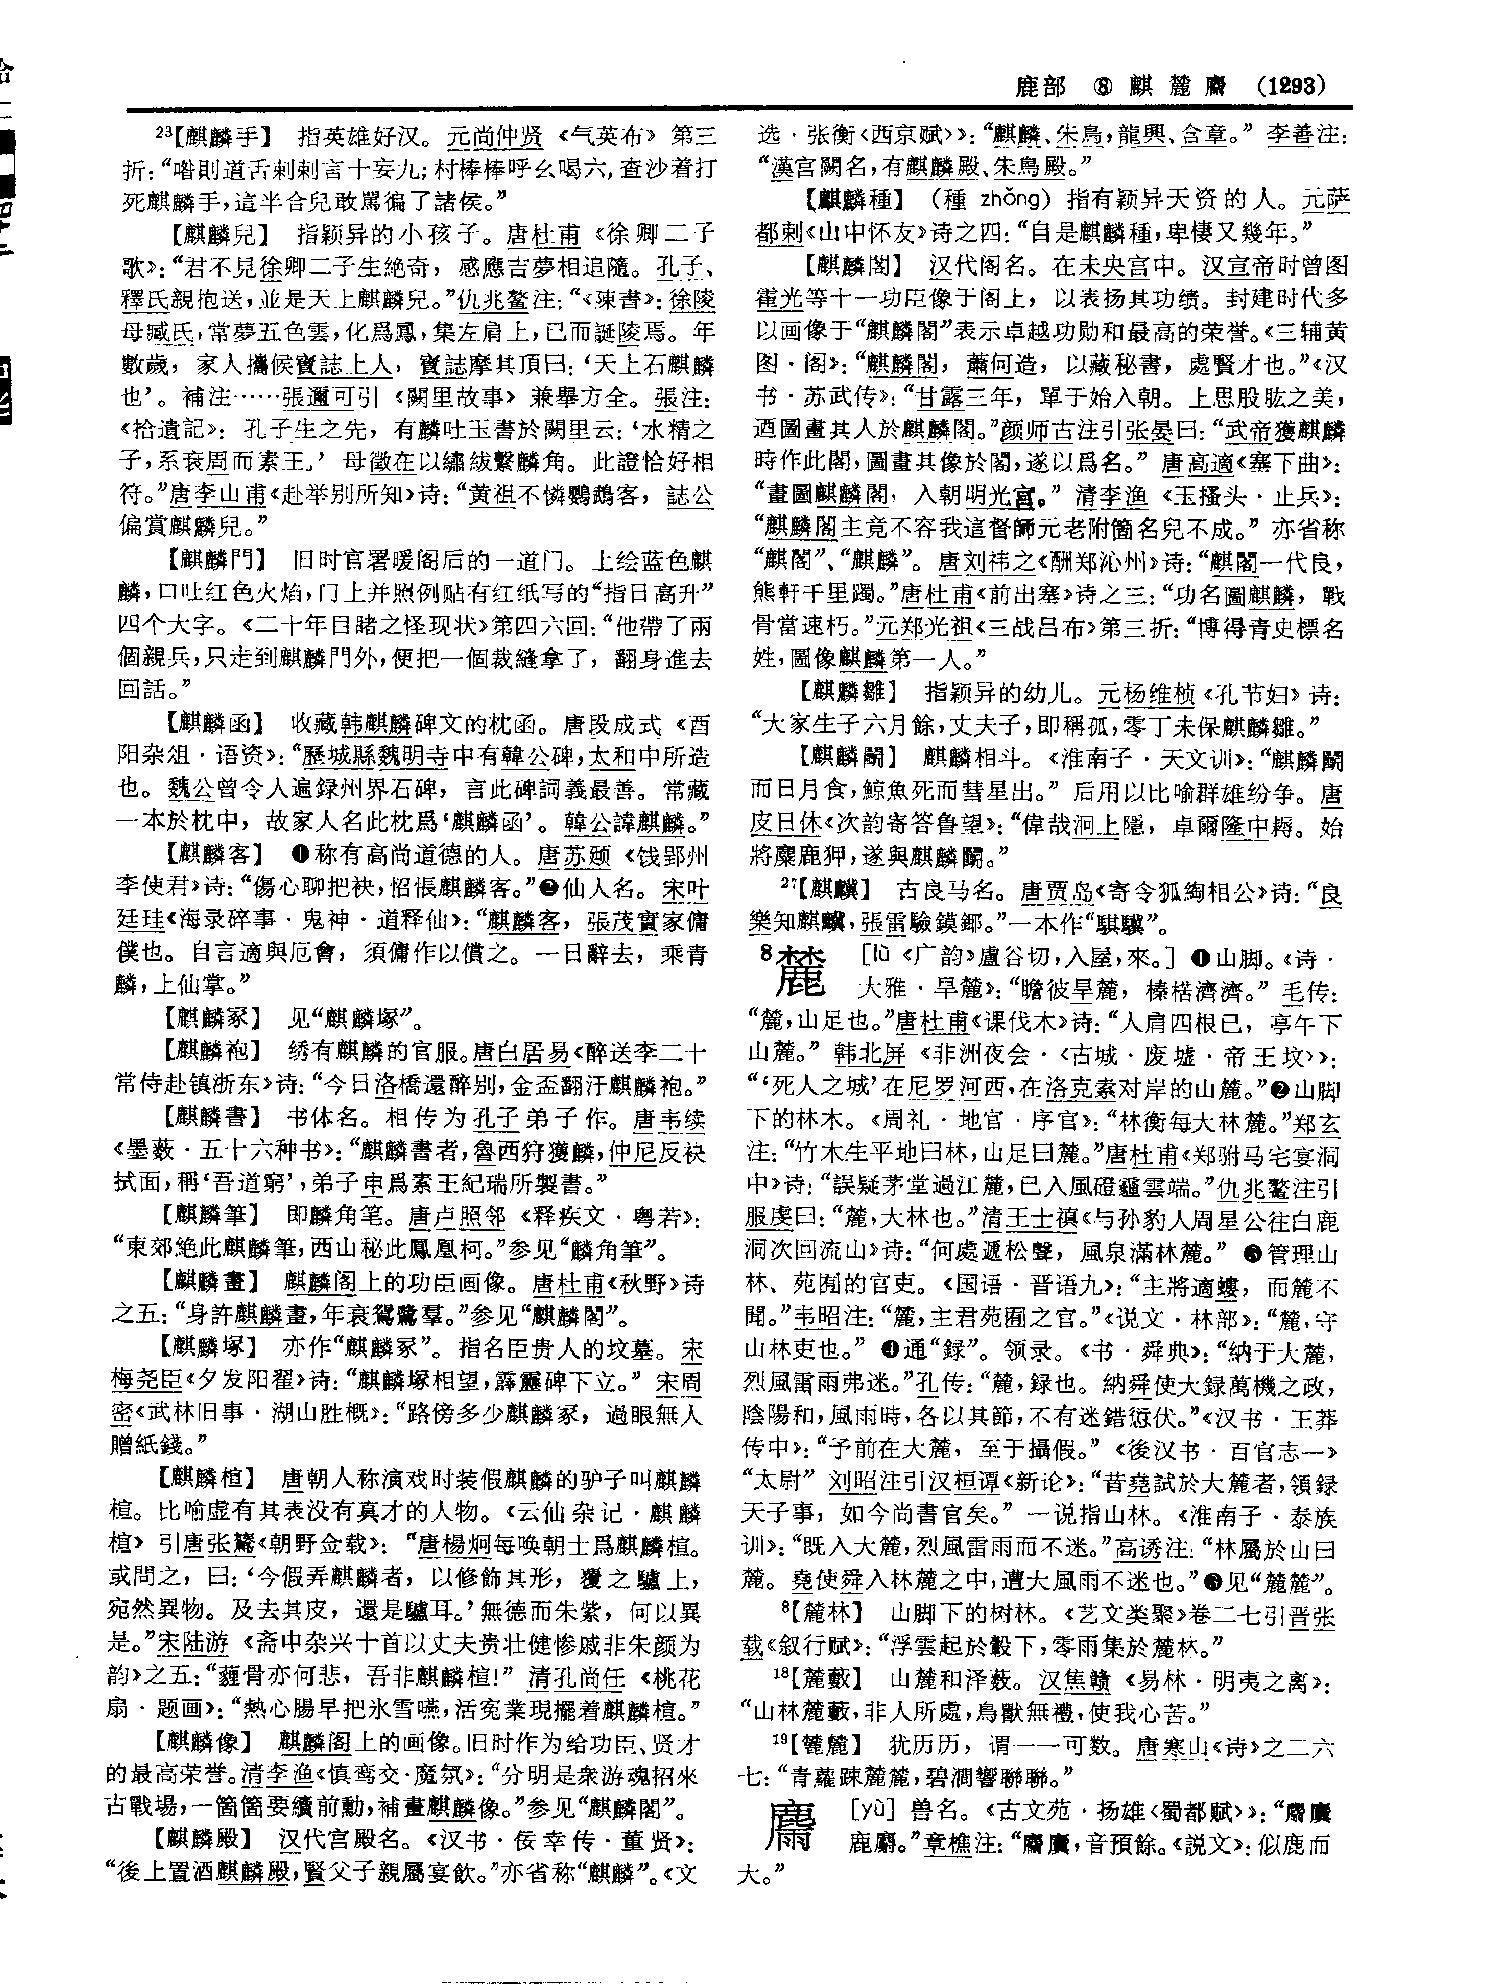 鹿部 ⑧ 麒麓䴁 (1293)
²³【麒麟手】 指英雄好汉。元尚仲贤《气英布》第三
折：“喒則道舌剌剌言十妄九；村棒棒呼幺喝六，查沙着打
死麒麟手，這半合兒敢駡徧了諸侯。”
【麒麟兒】 指颖异的小孩子。唐杜甫《徐卿二子
歌》：“君不見徐卿二子生絶奇，感應吉夢相追隨。孔子、
釋氏親抱送，並是天上麒麟兒。”仇兆鳌注：“《陳書》：徐陵
母臧氏，常夢五色雲，化爲鳳，集左肩上，已而誕陵焉。年
數歲，家人攜候寶誌上人，寶誌摩其頂曰：‘天上石麒麟
也’。補注……張邇可引《闕里故事》兼舉方全。張注：
《拾遺記》：孔子生之先，有麟吐玉書於闕里云：‘水精之
子，系衰周而素王。’母徵在以繡紱繫麟角。此證恰好相
符。”唐李山甫《赴举别所知》诗：“黄祖不憐鸚鵡客，誌公
偏賞麒麟兒。”
【麒麟門】 旧时官署暖阁后的一道门。上绘蓝色麒
麟，口吐红色火焰，门上并照例贴有红纸写的“指日高升”
四个大字。《二十年目睹之怪现状》第四六回：“他帶了兩
個親兵，只走到麒麟門外，便把一個裁縫拿了，翻身進去
回話。”
【麒麟函】 收藏韩麒麟碑文的枕函。唐段成式《酉
阳杂俎·语资》：“歷城縣魏明寺中有韓公碑，太和中所造
也。魏公曾令人遍録州界石碑，言此碑詞義最善。常藏
一本於枕中，故家人名此枕爲‘麒麟函’。韓公諱麒麟。”
【麒麟客】 ❶称有高尚道德的人。唐苏颋《饯郢州
李使君》诗：“傷心聊把袂，怊悵麒麟客。”❷仙人名。宋叶
廷珪《海录碎事·鬼神·道释仙》：“麒麟客，張茂實家傭
僕也。自言適與厄會，須傭作以償之。一日辭去，乘青
麟，上仙掌。”
【麒麟冢】 见“麒麟塚”。
【麒麟袍】 绣有麒麟的官服。唐白居易《醉送李二十
常侍赴镇浙东》诗：“今日洛橋還醉别，金盃翻汙麒麟袍。”
【麒麟書】 书体名。相传为孔子弟子作。唐韦续
《墨薮·五十六种书》：“麒麟書者，魯西狩獲麟，仲尼反袂
拭面，稱‘吾道窮’，弟子申爲素王紀瑞所製書。”
【麒麟筆】 即麟角笔。唐卢照邻《释疾文·粤若》：
“東郊絶此麒麟筆，西山秘此鳳凰柯。”参见“麟角筆”。
【麒麟畫】 麒麟阁上的功臣画像。唐杜甫《秋野》诗
之五：“身許麒麟畫，年衰鴛鷺羣。”参见“麒麟閣”。
【麒麟塚】 亦作“麒麟冢”。指名臣贵人的坟墓。宋
梅尧臣《夕发阳翟》诗：“麒麟塚相望，霹靂碑下立。”宋周
密《武林旧事·湖山胜概》：“路傍多少麒麟冢，過眼無人
贈紙錢。”
【麒麟楦】 唐朝人称演戏时装假麒麟的驴子叫麒麟
楦。比喻虚有其表没有真才的人物。《云仙杂记·麒麟
楦》引唐张鷟《朝野佥载》：“唐楊炯每唤朝士爲麒麟楦。
或問之，曰：‘今假弄麒麟者，以修飾其形，覆之驢上，
宛然異物。及去其皮，還是驢耳。’無德而朱紫，何以異
是。”宋陆游《斋中杂兴十首以丈夫贵壮健惨戚非朱颜为
韵》之五：“薶骨亦何悲，吾非麒麟楦！”清孔尚任《桃花
扇·题画》：“熱心腸早把氷雪嚥，活寃業現擺着麒麟楦。”
【麒麟像】 麒麟阁上的画像。旧时作为给功臣、贤才
的最高荣誉。清李渔《慎鸾交·魔氛》：“分明是衆游魂招來
古戰場，一箇箇要續前勳，補畫麒麟像。”参见“麒麟閣”。
【麒麟殿】 汉代宫殿名。《汉书·佞幸传·董贤》：
“後上置酒麒麟殿，賢父子親屬宴飲。”亦省称“麒麟”。《文
选·张衡〈西京赋〉》：“麒麟、朱鳥，龍興、含章。”李善注：
“漢宫闕名，有麒麟殿、朱鳥殿。”
【麒麟種】 （種 zhǒng）指有颖异天资的人。元萨
都剌《山中怀友》诗之四：“自是麒麟種，卑棲又幾年。”
【麒麟閣】 汉代阁名。在未央宫中。汉宣帝时曾图
霍光等十一功臣像于阁上，以表扬其功绩。封建时代多
以画像于“麒麟閣”表示卓越功勋和最高的荣誉。《三辅黄
图·阁》：“麒麟閣，蕭何造，以藏秘書，處賢才也。”《汉
书·苏武传》：“甘露三年，單于始入朝。上思股肱之美，
迺圖畫其人於麒麟閣。”颜师古注引张晏曰：“武帝獲麒麟
時作此閣，圖畫其像於閣，遂以爲名。”唐高適《塞下曲》：
“畫圖麒麟閣，入朝明光宫。”清李渔《玉搔头·止兵》：
“麒麟閣主竟不容我這督師元老附箇名兒不成。”亦省称
“麒閣”、“麒麟”。唐刘祎之《酬郑沁州》诗：“麒閣一代良，
熊軒千里躅。”唐杜甫《前出塞》诗之三：“功名圖麒麟，戰
骨當速朽。”元郑光祖《三战吕布》第三折：“博得青史標名
姓，圖像麒麟第一人。”
【麒麟雛】 指颖异的幼儿。元杨维桢《孔节妇》诗：
“大家生子六月餘，丈夫子，即稱孤，零丁未保麒麟雛。”
【麒麟鬭】 麒麟相斗。《淮南子·天文训》：“麒麟鬭
而日月食，鯨魚死而彗星出。”后用以比喻群雄纷争。唐
皮日休《次韵寄答鲁望》：“偉哉泂上隱，卓爾隆中耨。始
將麋鹿狎，遂與麒麟鬭。”
²⁷【麒驥】 古良马名。唐贾岛《寄令狐绹相公》诗：“良
樂知麒驥，張雷驗鏌鋣。”一本作“騏驥”。
⁸麓 [lù《广韵》盧谷切，入屋，來。] ❶山脚。《诗·
大雅·旱麓》：“瞻彼旱麓，榛楛濟濟。”毛传：
“麓，山足也。”唐杜甫《课伐木》诗：“人肩四根已，亭午下
山麓。”韩北屏《非洲夜会·〈古城·废墟·帝王坟〉》：
“‘死人之城’在尼罗河西，在洛克索对岸的山麓。”❷山脚
下的林木。《周礼·地官·序官》：“林衡每大林麓。”郑玄
注：“竹木生平地曰林，山足曰麓。”唐杜甫《郑驸马宅宴洞
中》诗：“誤疑茅堂過江麓，已入風磴霾雲端。”仇兆鳌注引
服虔曰：“麓，大林也。”清王士禛《与孙豹人周星公往白鹿
洞次回流山》诗：“何處遞松聲，風泉滿林麓。” ❸管理山
林、苑囿的官吏。《国语·晋语九》：“主將適螻，而麓不
聞。”韦昭注：“麓，主君苑囿之官。”《说文·林部》：“麓，守
山林吏也。” ❹通“録”。领录。《书·舜典》：“納于大麓，
烈風雷雨弗迷。”孔传：“麓，録也。納舜使大録萬機之政，
陰陽和，風雨時，各以其節，不有迷錯愆伏。”《汉书·王莽
传中》：“予前在大麓，至于攝假。”《後汉书·百官志一》
“太尉”刘昭注引汉桓谭《新论》：“昔堯試於大麓者，領録
天子事，如今尚書官矣。”一说指山林。《淮南子·泰族
训》：“既入大麓，烈風雷雨而不迷。”高诱注：“林屬於山曰
麓。堯使舜入林麓之中，遭大風雨不迷也。”❺见“麓麓”。
⁸【麓林】 山脚下的树林。《艺文类聚》卷二七引晋张
载《叙行赋》：“浮雲起於轂下，零雨集於麓林。”
¹⁸【麓藪】 山麓和泽薮。汉焦赣《易林·明夷之离》：
“山林麓藪，非人所處，鳥獸無禮，使我心苦。”
¹⁹【麓麓】 犹历历，谓一一可数。唐寒山《诗》之二六
七：“青蘿疎麓麓，碧澗響聯聯。”
䴁 [yù] 兽名。《古文苑·扬雄〈蜀都赋〉》：“䴁䴊
鹿麝。”章樵注：“䴁䴊，音預餘。《説文》：似鹿而
大。”